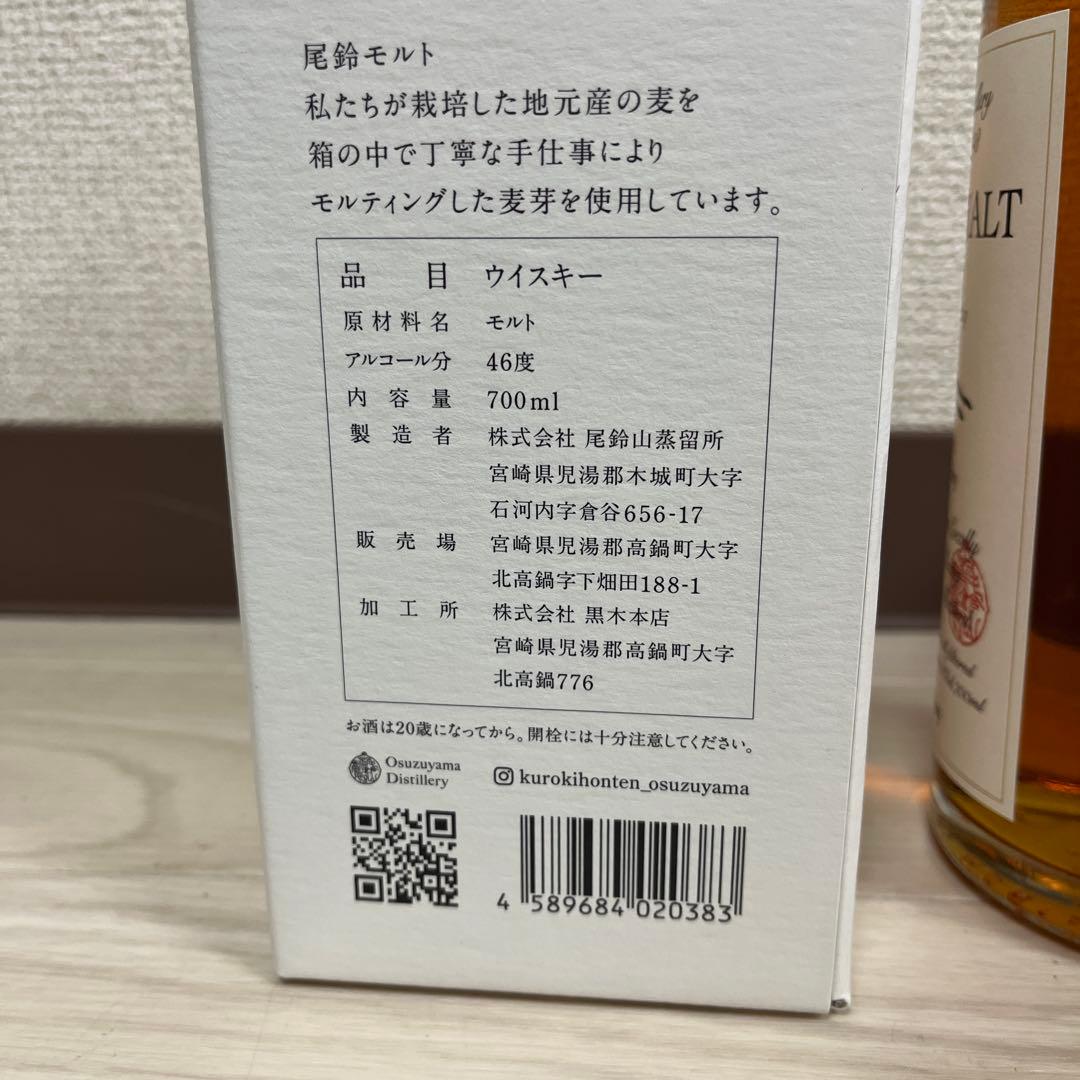 尾鈴モルト
私たちが栽培した地元産の麦を
箱の中で丁寧な手仕事により
モルティングした麦芽を使用しています。
品目 ウイスキー
原材料名 モルト
アルコール分 46度
内容量 700ml
製造者 株式会社 尾鈴山蒸留所
宮崎県児湯郡木城町大字
石河内字倉谷656-17
販売場 宮崎県児湯郡高鍋町大字
北高鍋字下畑田188-1
加工所 株式会社 黒木本店
宮崎県児湯郡高鍋町大字
北高鍋776
お酒は20歳になってから。開栓には十分注意してください。
Osuzuyama
Distillery
kurokihonten_osuzuyama
4 589684 020383
ALT